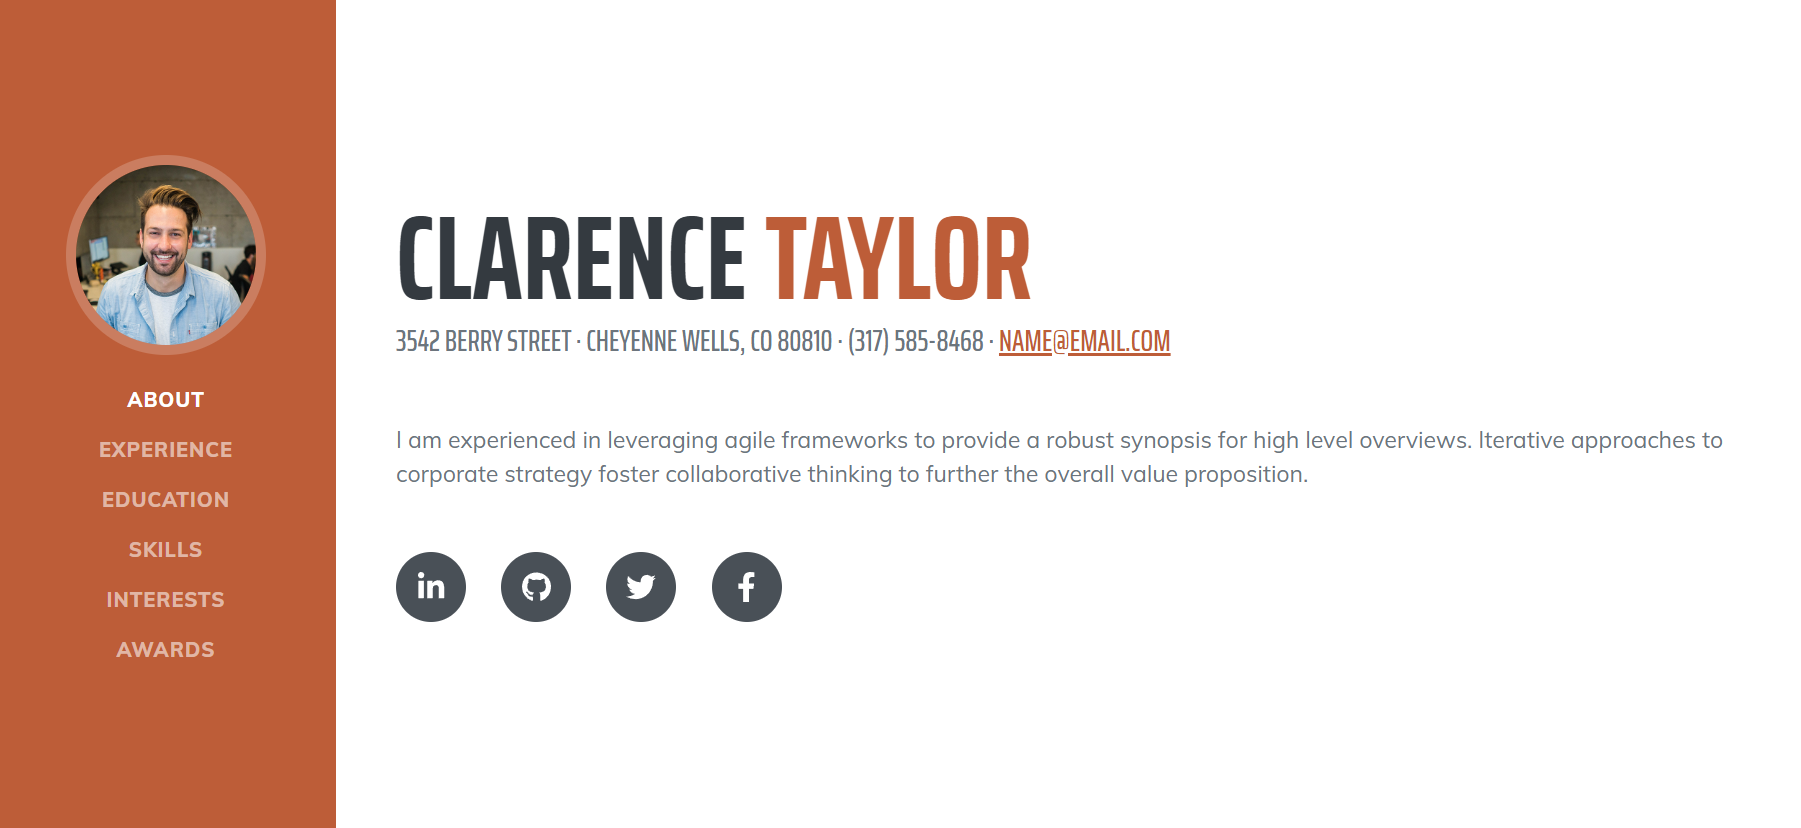 ABOUT
EXPERIENCE
EDUCATION
SKILLS
INTERESTS
AWARDS
CLARENCE TAYLOR
3542 BERRY STREET · CHEYENNE WELLS, CO 80810 · (317) 585-8468 · NAME@EMAIL.COM
I am experienced in leveraging agile frameworks to provide a robust synopsis for high level overviews. Iterative approaches to
corporate strategy foster collaborative thinking to further the overall value proposition.
in